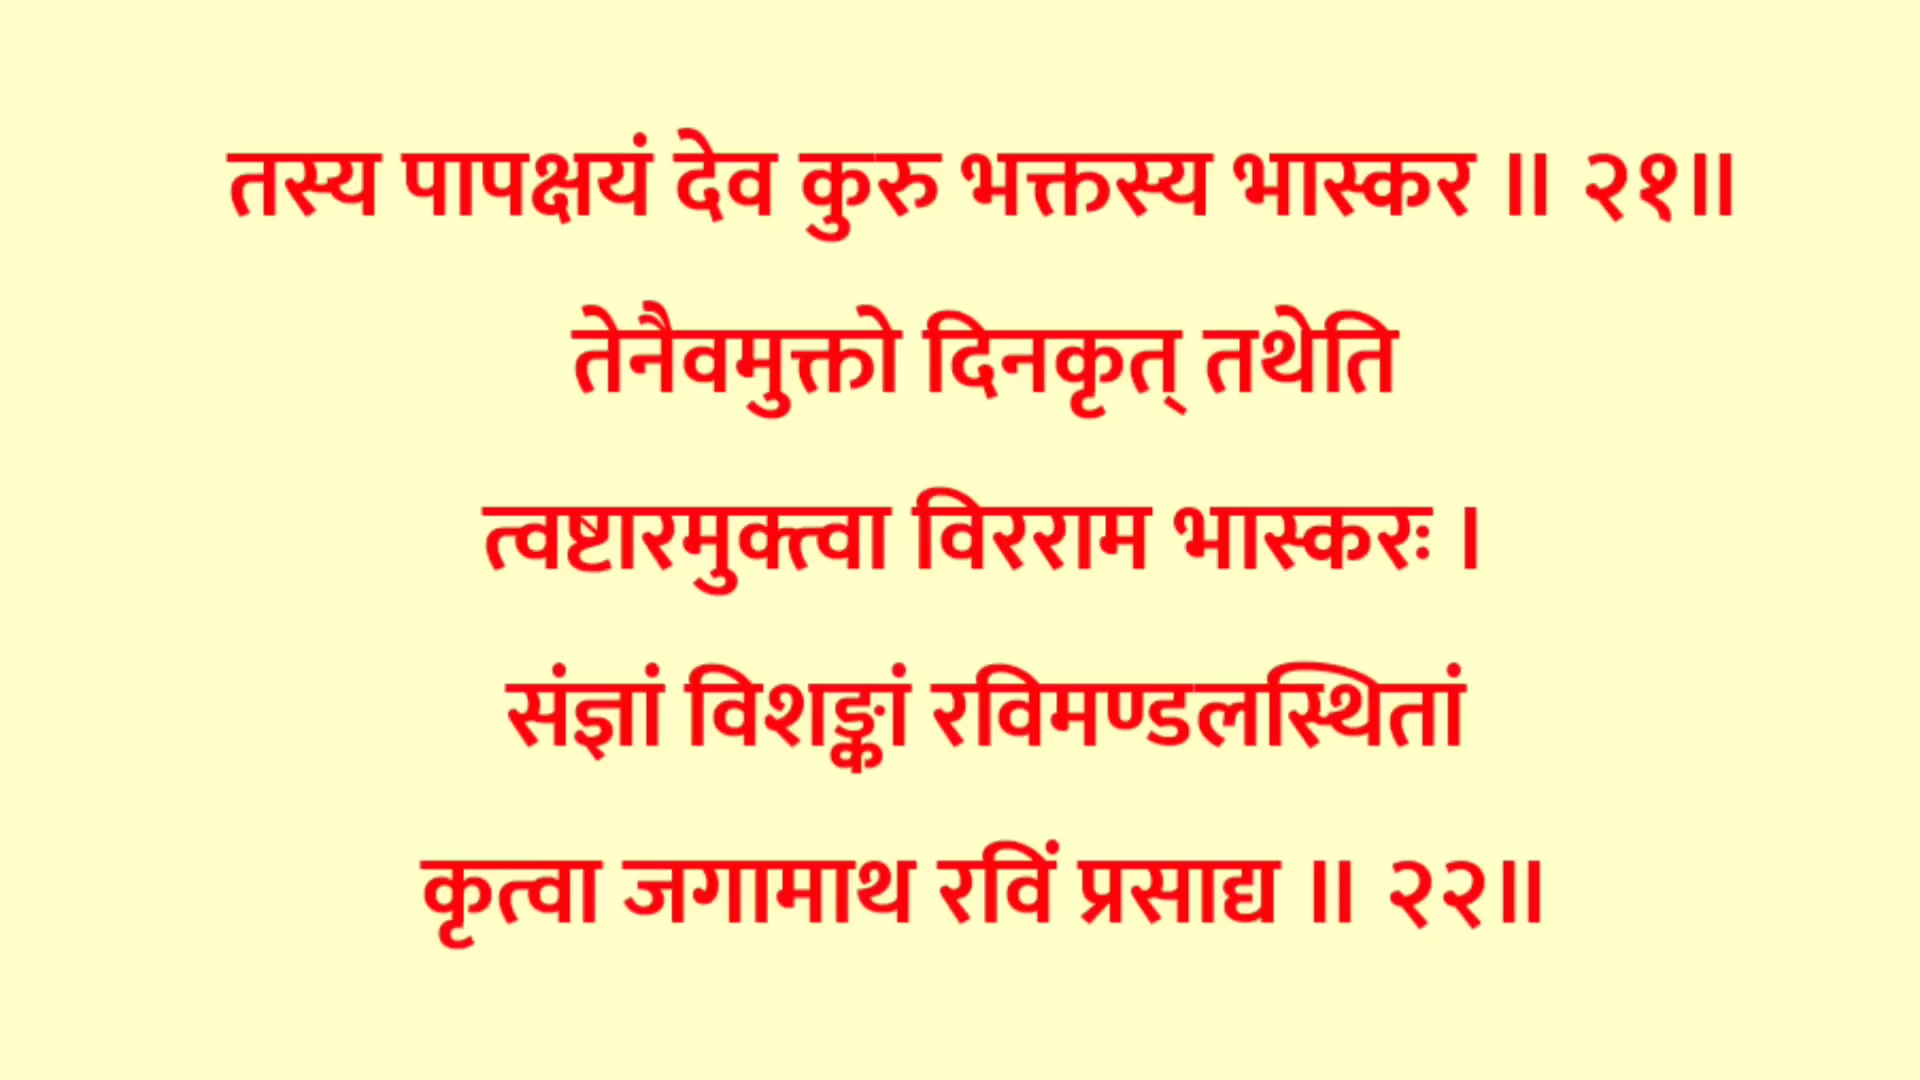 तस्य पापक्षयं देव कुरु भक्तस्य भास्कर ॥ २१॥
तेनैवमुक्तो दिनकृत् तथेति
त्वष्टारमुक्त्वा विरराम भास्करः ।
संज्ञां विशङ्कां रविमण्डलस्थितां
कृत्वा जगामाथ रविं प्रसाद्य ॥ २२॥